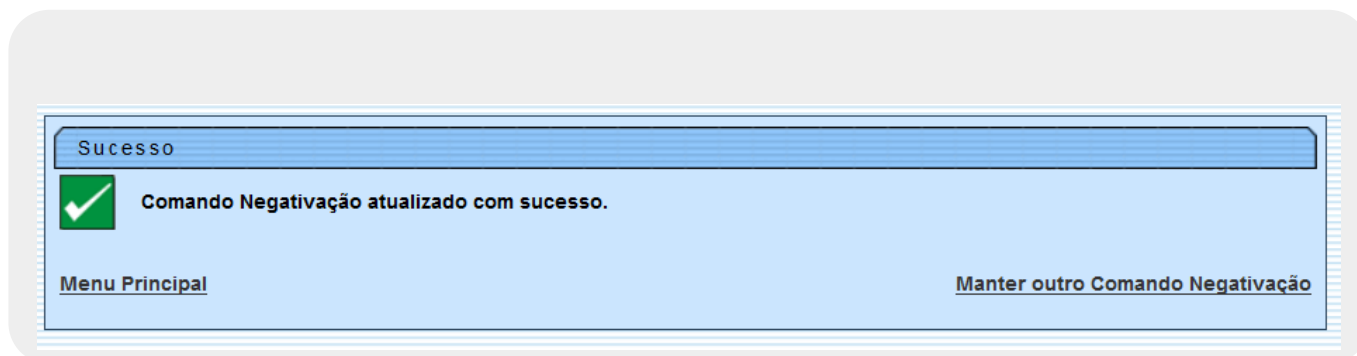 Sucesso
Comando Negativação atualizado com sucesso.
Menu Principal
Manter outro Comando Negativação